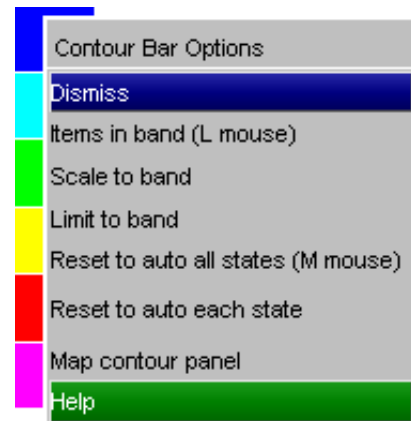 Contour Bar Options
Dismiss
Items in band (L mouse)
Scale to band
Limit to band
Reset to auto all states (M mouse)
Reset to auto each state
Map contour panel
Help